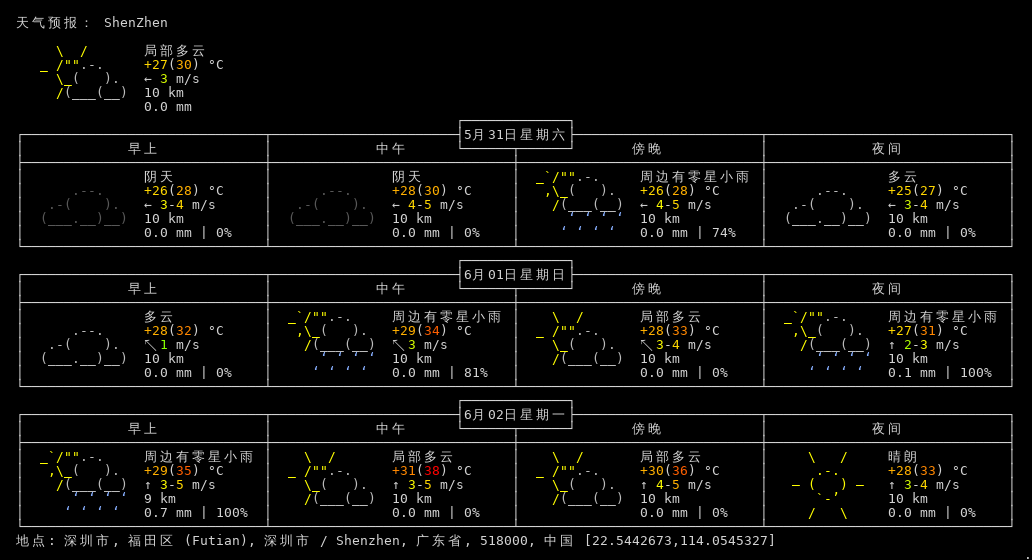 天气预报： ShenZhen
局部多云
+27(30) °C
← 3 m/s
10 km
0.0 mm
5月31日星期六
早上 中午 傍晚 夜间
阴天 阴天 周边有零星小雨 多云
+26(28) °C +28(30) °C +26(28) °C +25(27) °C
← 3-4 m/s ← 4-5 m/s ← 4-5 m/s ← 3-4 m/s
10 km 10 km 10 km 10 km
0.0 mm | 0% 0.0 mm | 0% 0.0 mm | 74% 0.0 mm | 0%
6月01日星期日
早上 中午 傍晚 夜间
多云 周边有零星小雨 局部多云 周边有零星小雨
+28(32) °C +29(34) °C +28(33) °C +27(31) °C
↖ 1 m/s ↖ 3 m/s ↖ 3-4 m/s ↑ 2-3 m/s
10 km 10 km 10 km 10 km
0.0 mm | 0% 0.0 mm | 81% 0.0 mm | 0% 0.1 mm | 100%
6月02日星期一
早上 中午 傍晚 夜间
周边有零星小雨 局部多云 局部多云 晴朗
+29(35) °C +31(38) °C +30(36) °C +28(33) °C
↑ 3-5 m/s ↑ 3-5 m/s ↑ 4-5 m/s ↑ 3-4 m/s
9 km 10 km 10 km 10 km
0.7 mm | 100% 0.0 mm | 0% 0.0 mm | 0% 0.0 mm | 0%
地点: 深圳市, 福田区 (Futian), 深圳市 / Shenzhen, 广东省, 518000, 中国 [22.5442673,114.0545327]